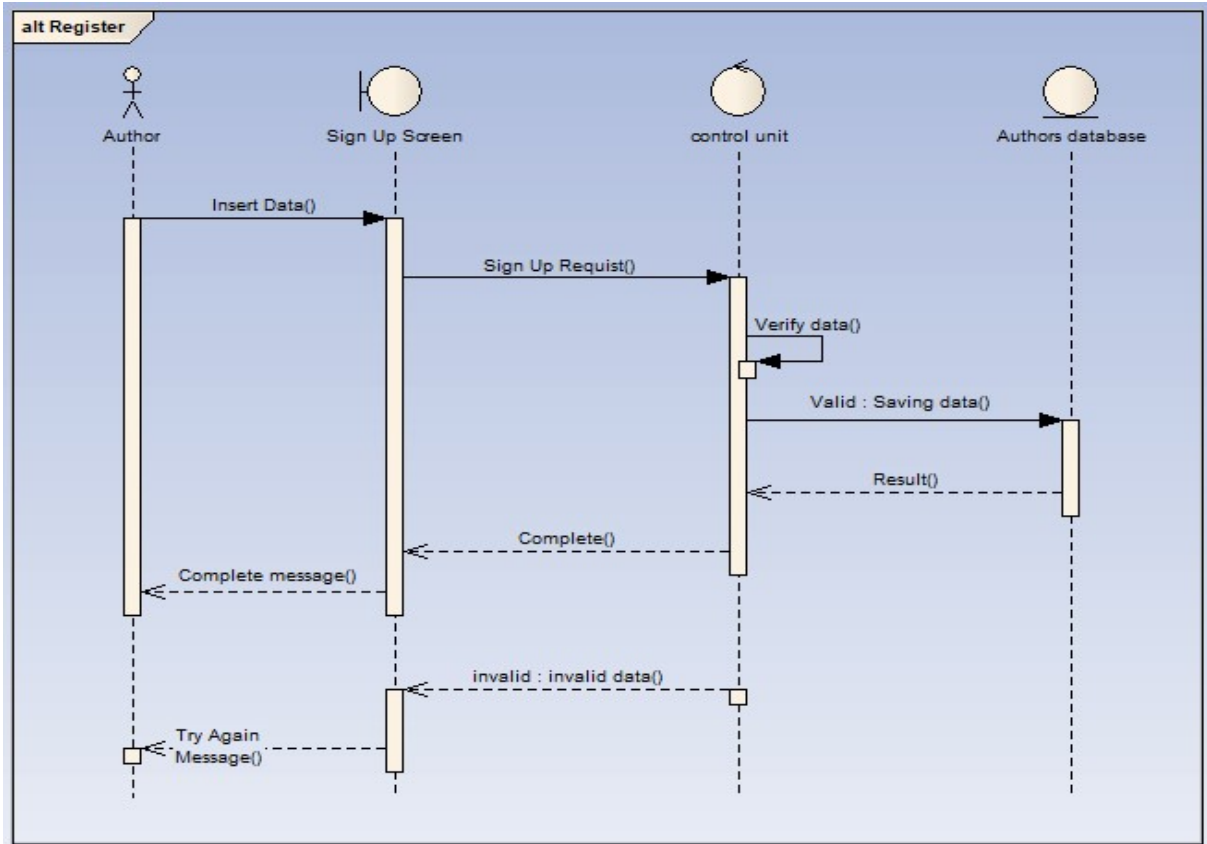 alt Register
Author
Sign Up Screen
control unit
Authors database
Insert Data()
Sign Up Requist()
Verify data()
Valid : Saving data()
Result()
Complete()
Complete message()
invalid : invalid data()
Try Again
Message()